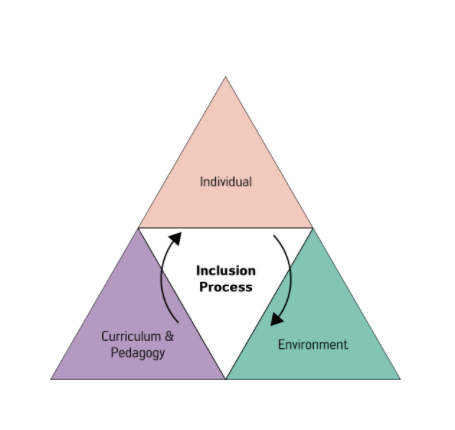 Individual
Inclusion
Process
Curriculum &
Pedagogy
Environment